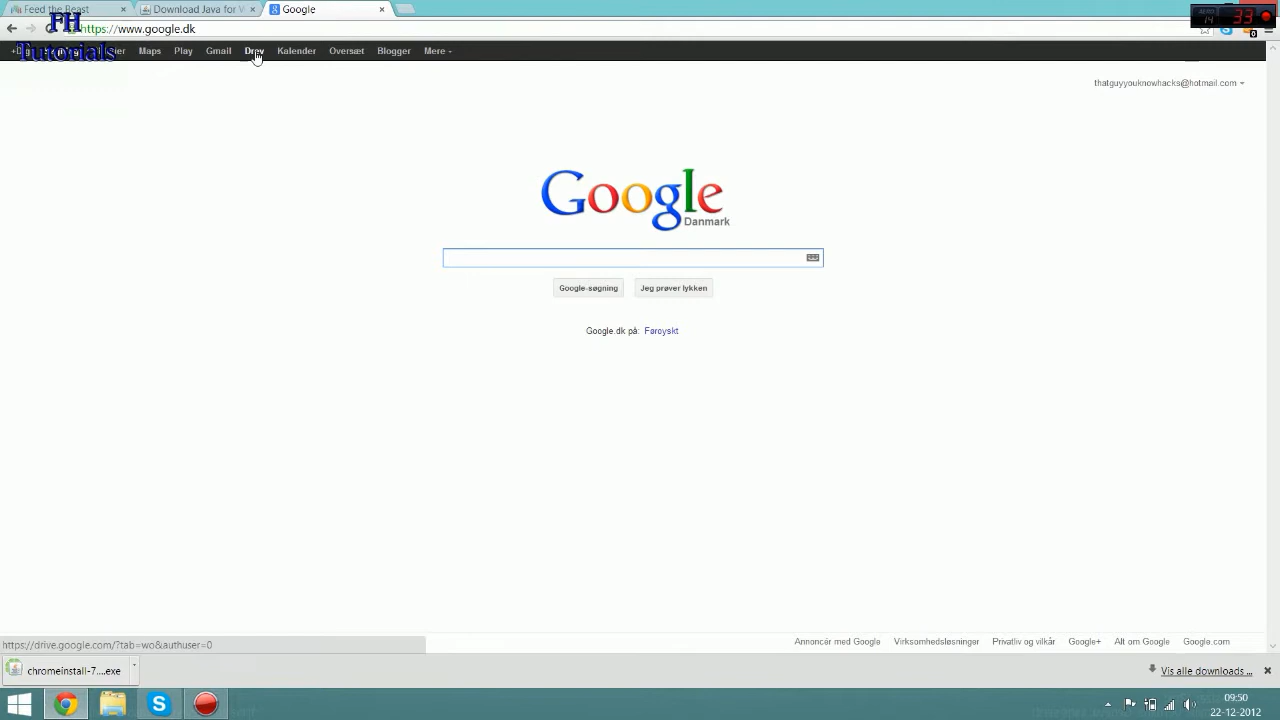 Feed the Beast
Download Java for
Google
https://www.google.dk
FH
Tutorials
Maps
Play
Gmail
Drev
Kalender
Oversæt
Blogger
Mere
14
33
0
thatguyyouknowhacks@hotmail.com
Google
Danmark
Google-søgning
Jeg prøver lykken
Google.dk på: Føroyskt
https://drive.google.com/?tab=wo&authuser=0
Annoncér med Google
Virksomhedsløsninger
Privatliv og vilkår
Google+
Alt om Google
Google.com
chromeinstall-7....exe
Vis alle downloads ...
09:50
22-12-2012